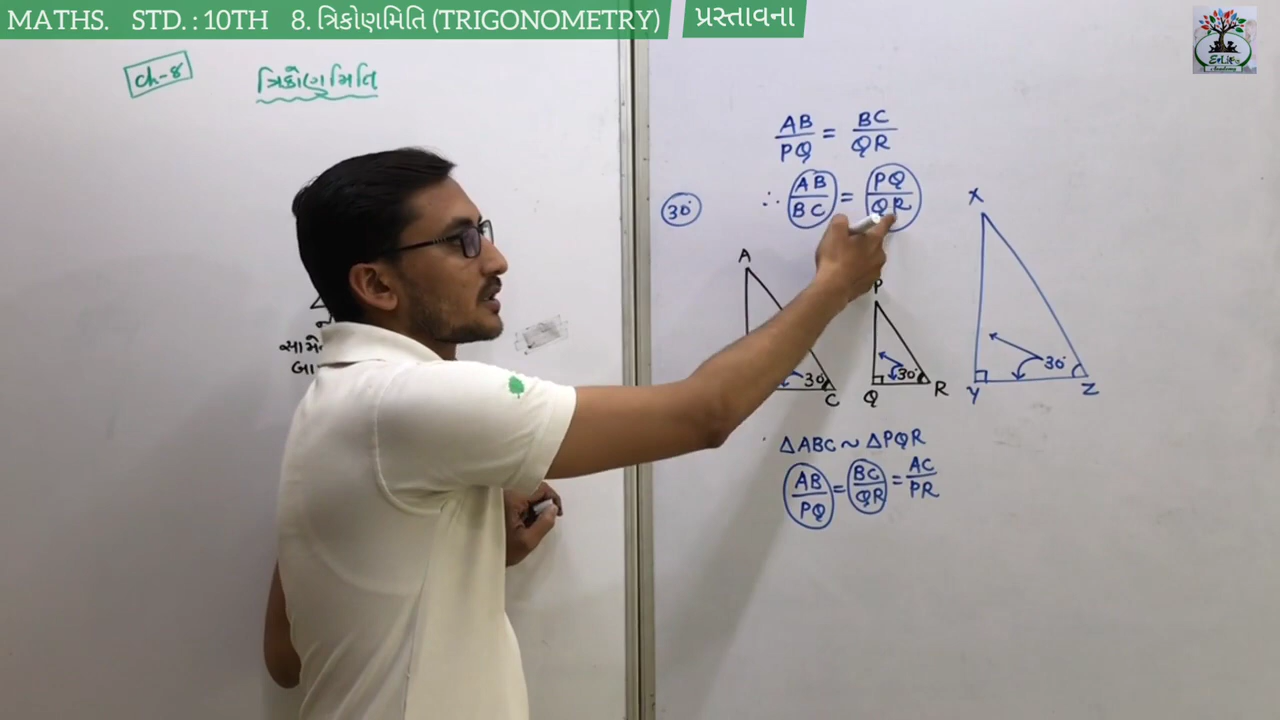 MATHS. STD. : 10TH 8. ત્રિકોણમિતિ (TRIGONOMETRY) પ્રસ્તાવના
Ch-8
ત્રિકોણમિતિ
AB/PQ = BC/QR
30°
∴ AB/BC = PQ/QR
A
P
X
30°
C
30°
Q
R
30°
Y
Z
ΔABC ~ ΔPQR
AB/PQ = BC/QR = AC/PR
Academy